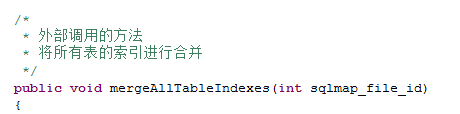 /*
 * 外部调用的方法
 * 将所有表的索引进行合并
 */
public void mergeAllTableIndexes(int sqlmap_file_id)
{